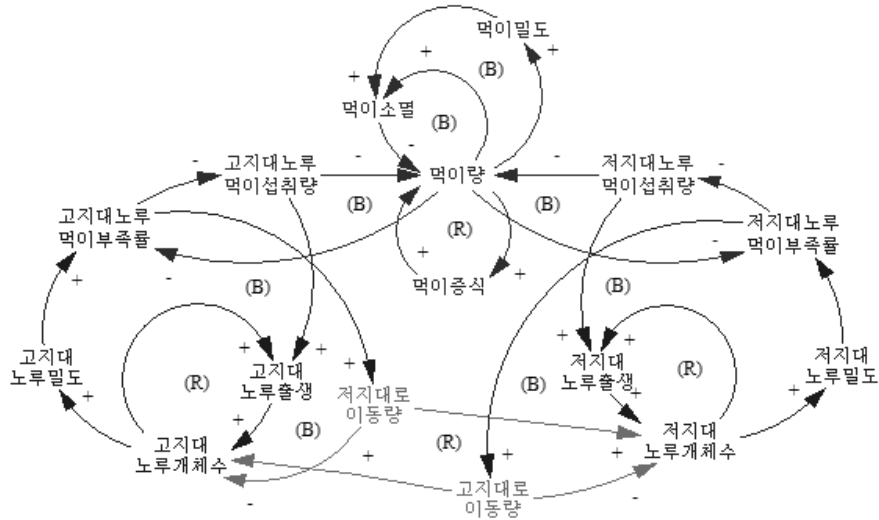 먹이밀도
+
+
(B)
먹이소멸
(B)
-
-
고지대노루
먹이섭취량
-
먹이량
-
저지대노루
먹이섭취량
-
(B)
(B)
고지대노루
먹이부족률
(R)
저지대노루
먹이부족률
+
-
-
+
먹이증식
+
(B)
(B)
고지대
노루밀도
+
(R)
+
고지대
노루출생
+
저지대로
이동량
+
(B)
저지대
노루출생
+
(R)
저지대
노루밀도
+
+
+
고지대
노루개체수
(B)
+
(R)
+
+
저지대
노루개체수
-
고지대로
이동량
-